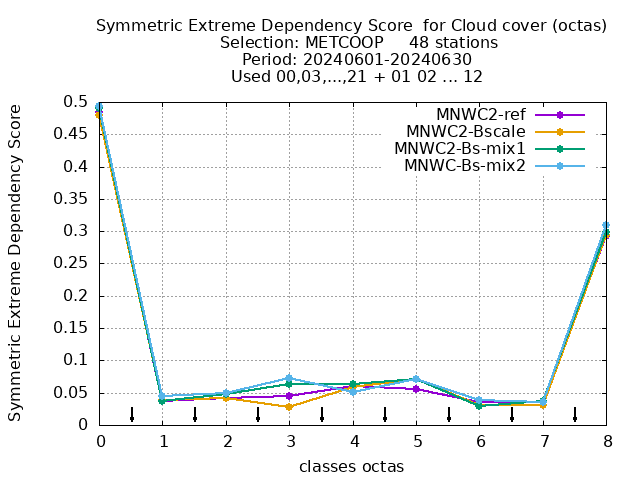 Symmetric Extreme Dependency Score  for Cloud cover (octas)
Selection: METCOOP     48 stations
Period: 20240601-20240630
Used 00,03,...,21 + 01 02 ... 12
Symmetric Extreme Dependency Score
0.5
0.45
0.4
0.35
0.3
0.25
0.2
0.15
0.1
0.05
0
MNWC2-ref
MNWC2-Bscale
MNWC2-Bs-mix1
MNWC-Bs-mix2
0 1 2 3 4 5 6 7 8
classes octas